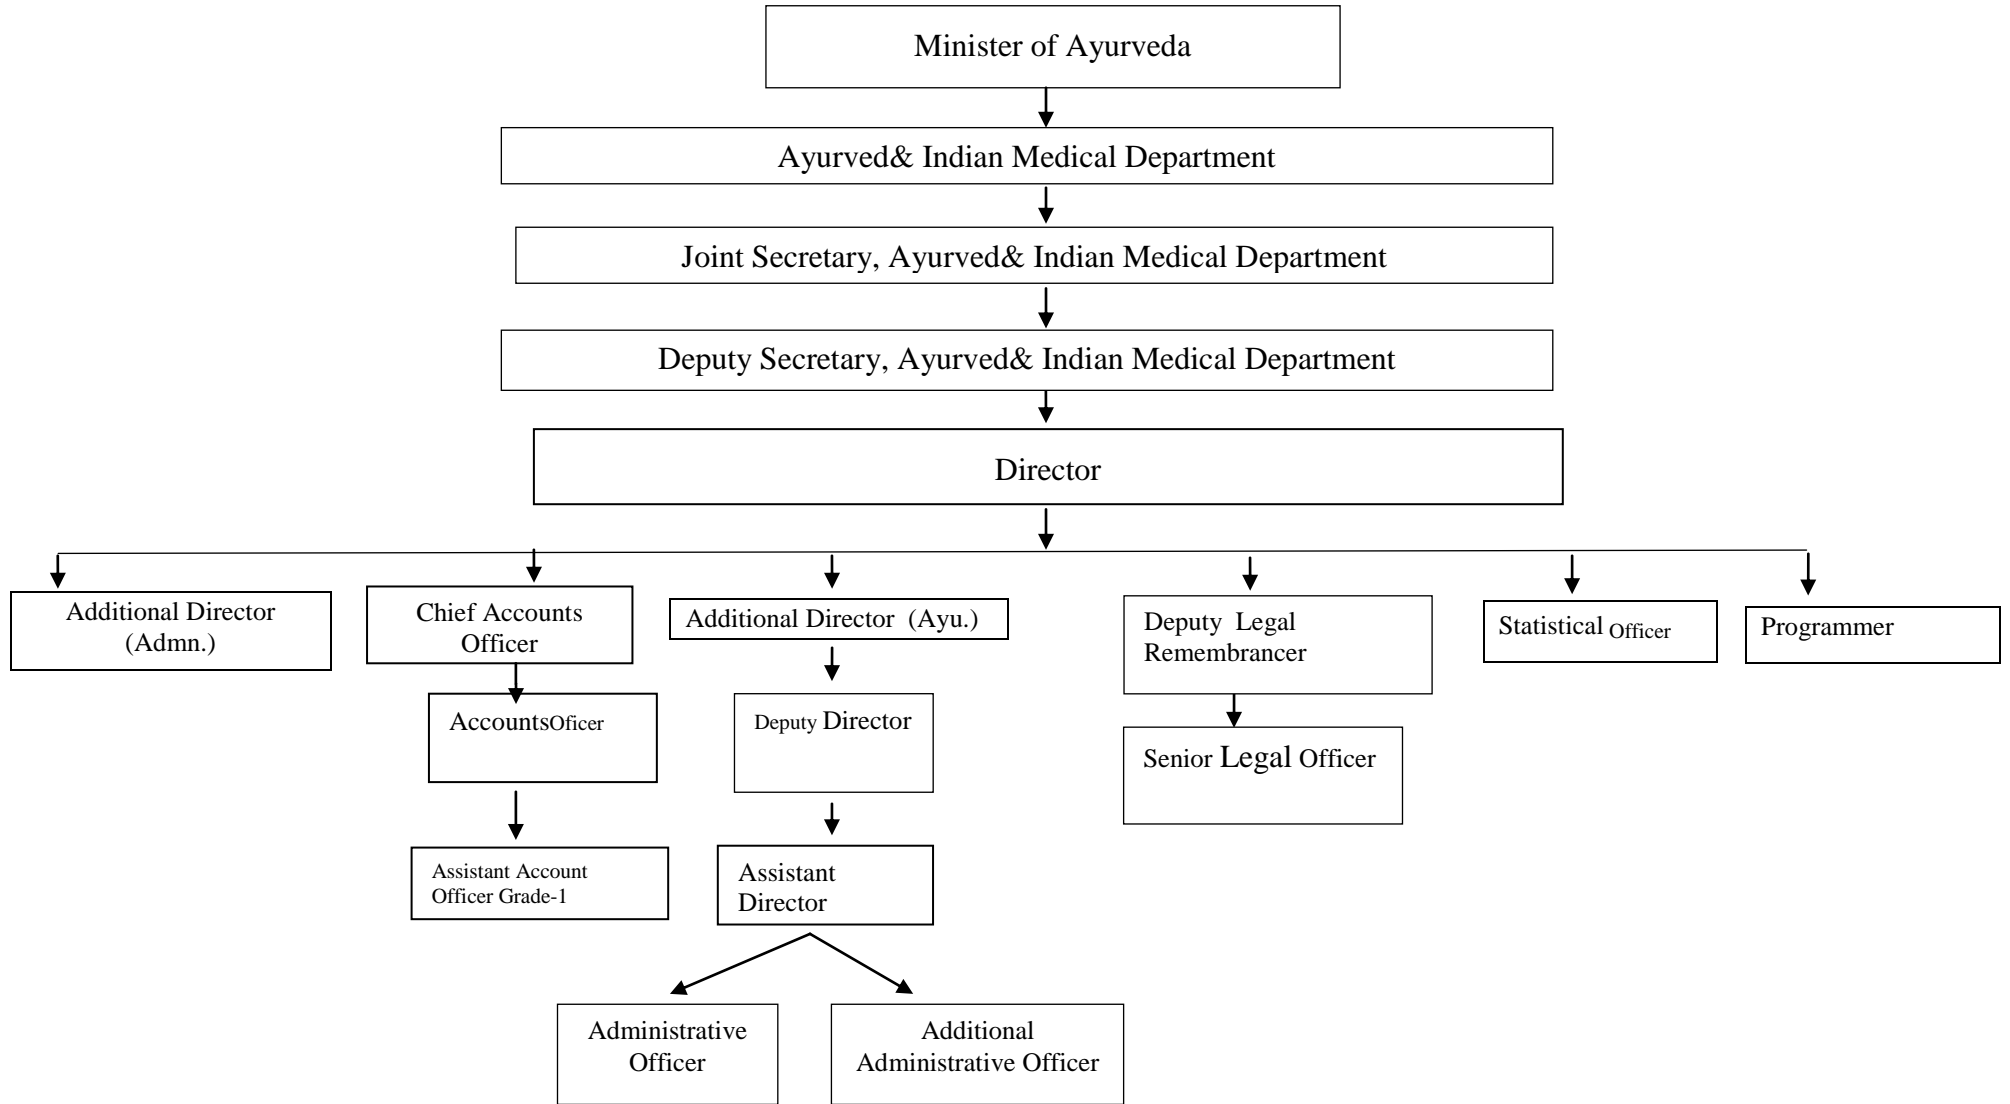 Minister of Ayurveda
Ayurved& Indian Medical Department
Joint Secretary, Ayurved& Indian Medical Department
Deputy Secretary, Ayurved& Indian Medical Department
Director
Additional Director
(Admn.)
Chief Accounts
Officer
Additional Director (Ayu.)
Deputy Legal
Remembrancer
Statistical Officer
Programmer
AccountsOficer
Deputy Director
Senior Legal Officer
Assistant Account
Officer Grade-1
Assistant
Director
Administrative
Officer
Additional
Administrative Officer